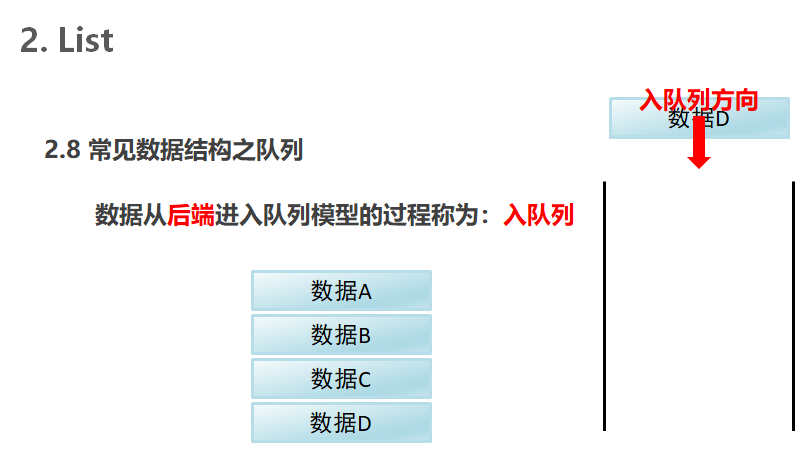 2. List
入队列方向
数据D
2.8 常见数据结构之队列
数据从后端进入队列模型的过程称为：入队列
数据A
数据B
数据C
数据D